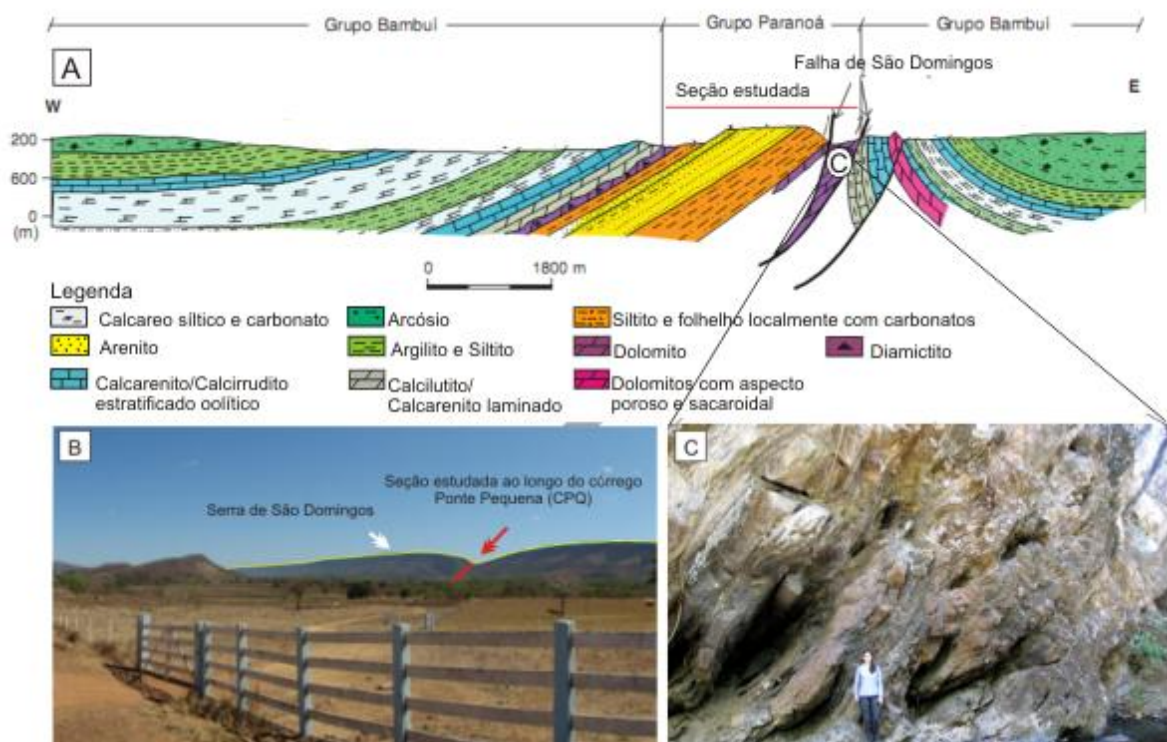 Grupo Bambuí
Grupo Paranoá
Grupo Bambuí
A
Falha de São Domingos
Seção estudada
W
E
200
600
0
(m)
C
0
1800 m
Legenda
Calcareo síltico e carbonato
Arcósio
Siltito e folhelho localmente com carbonatos
Arenito
Argilito e Siltito
Dolomito
Diamictito
Calcarenito/Calcirrudito
estratificado oolítico
Calcilutito/
Calcarenito laminado
Dolomitos com aspecto
poroso e sacaroidal
B
Seção estudada ao longo do córrego
Ponte Pequena (CPQ)
Serra de São Domingos
C